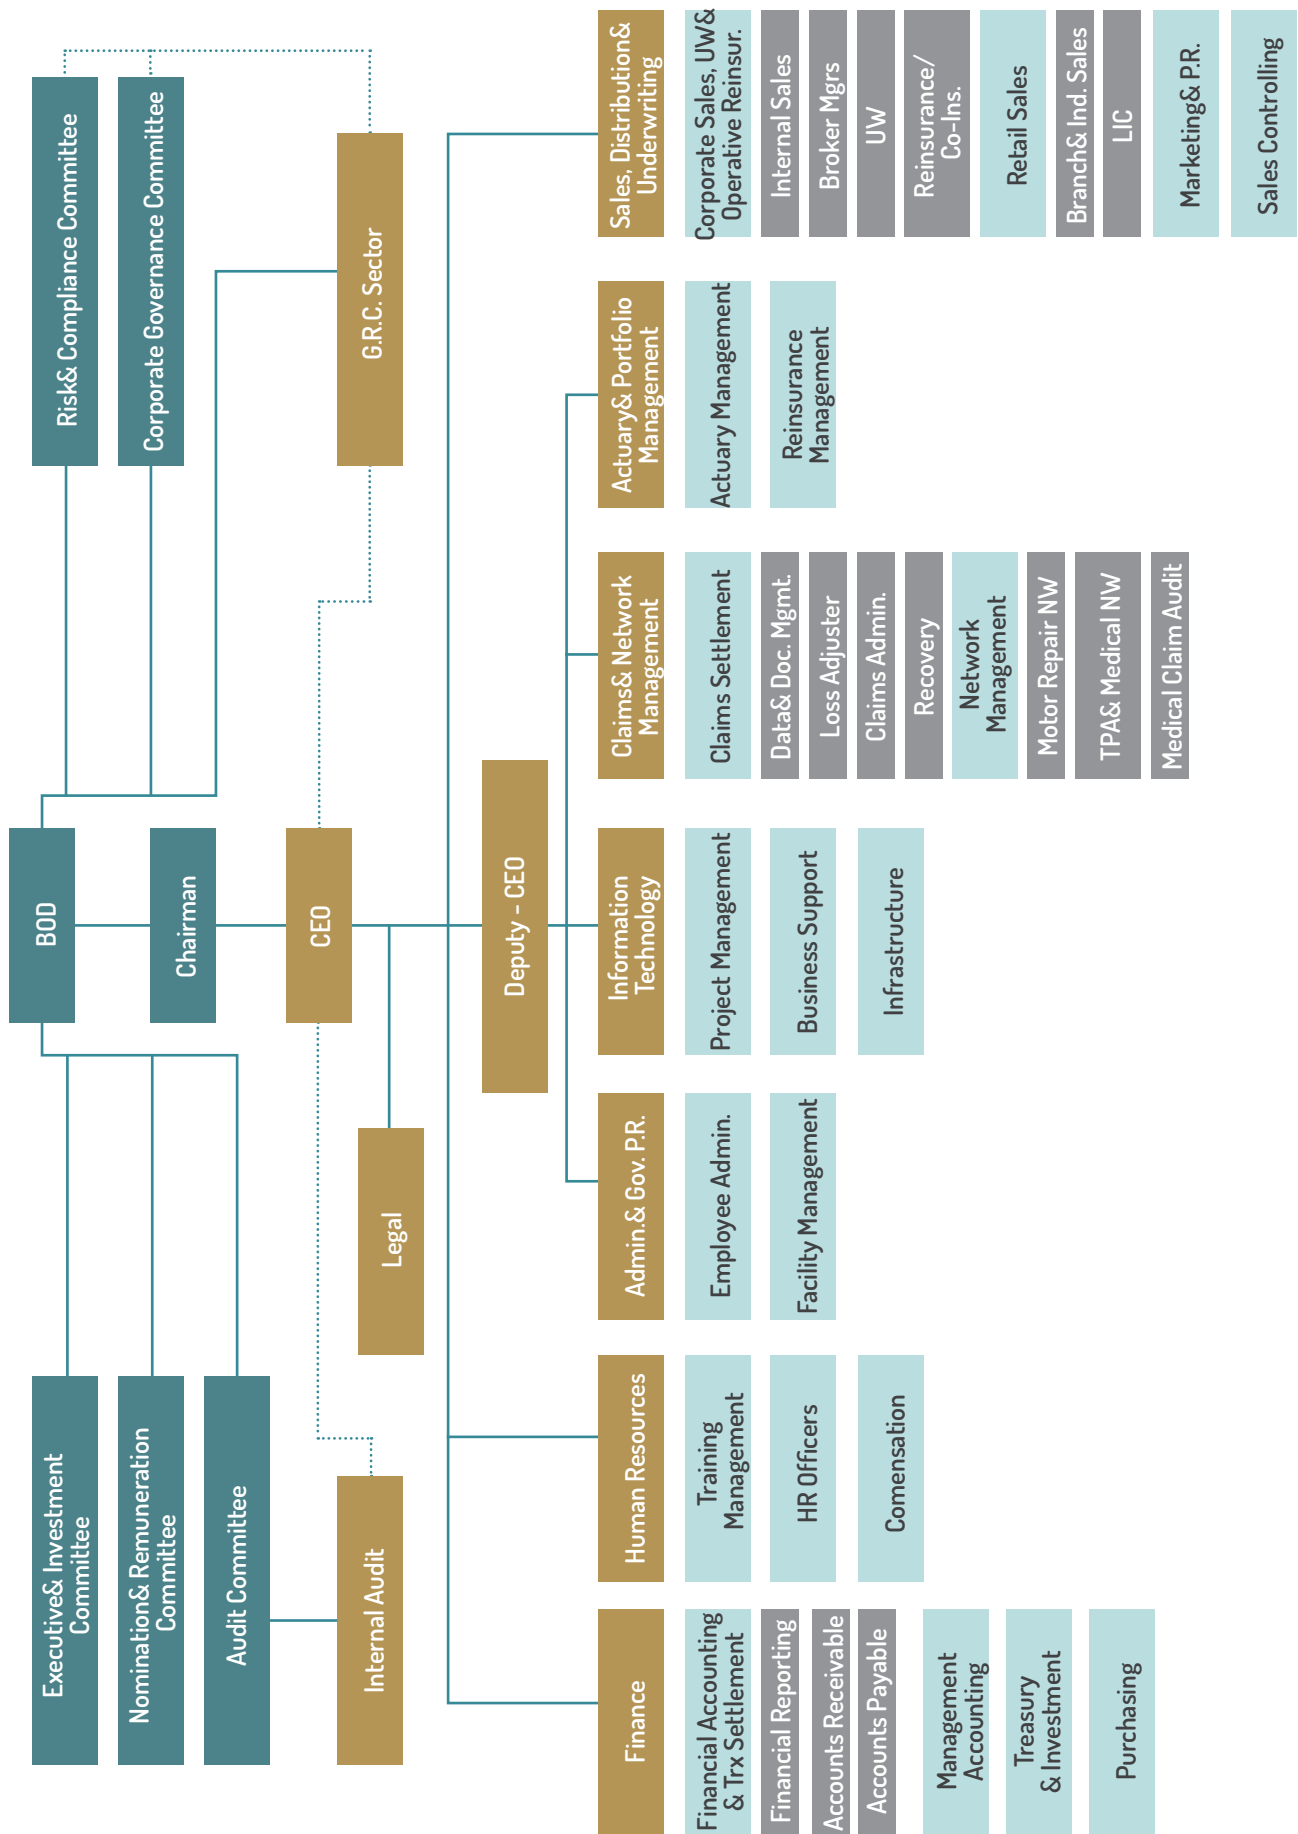 BOD
Chairman
CEO
Executive& Investment
Committee
Nomination& Remuneration
Committee
Audit Committee
Internal Audit
Risk& Compliance Committee
Corporate Governance Committee
G.R.C. Sector
Legal
Deputy - CEO
Finance
Financial Accounting
& Trx Settlement
Financial Reporting
Accounts Receivable
Accounts Payable
Management
Accounting
Treasury
& Investment
Purchasing
Human Resources
Training
Management
HR Officers
Comensation
Admin.& Gov. P.R.
Employee Admin.
Facility Management
Information
Technology
Project Management
Business Support
Infrastructure
Claims& Network
Management
Claims Settlement
Data& Doc. Mgmt.
Loss Adjuster
Claims Admin.
Recovery
Network
Management
Motor Repair NW
TPA& Medical NW
Medical Claim Audit
Actuary& Portfolio
Management
Actuary Management
Reinsurance
Management
Sales, Distribution&
Underwriting
Corporate Sales, UW&
Operative Reinsur.
Internal Sales
Broker Mgrs
UW
Reinsurance/
Co-Ins.
Retail Sales
Branch& Ind. Sales
LIC
Marketing& P.R.
Sales Controlling